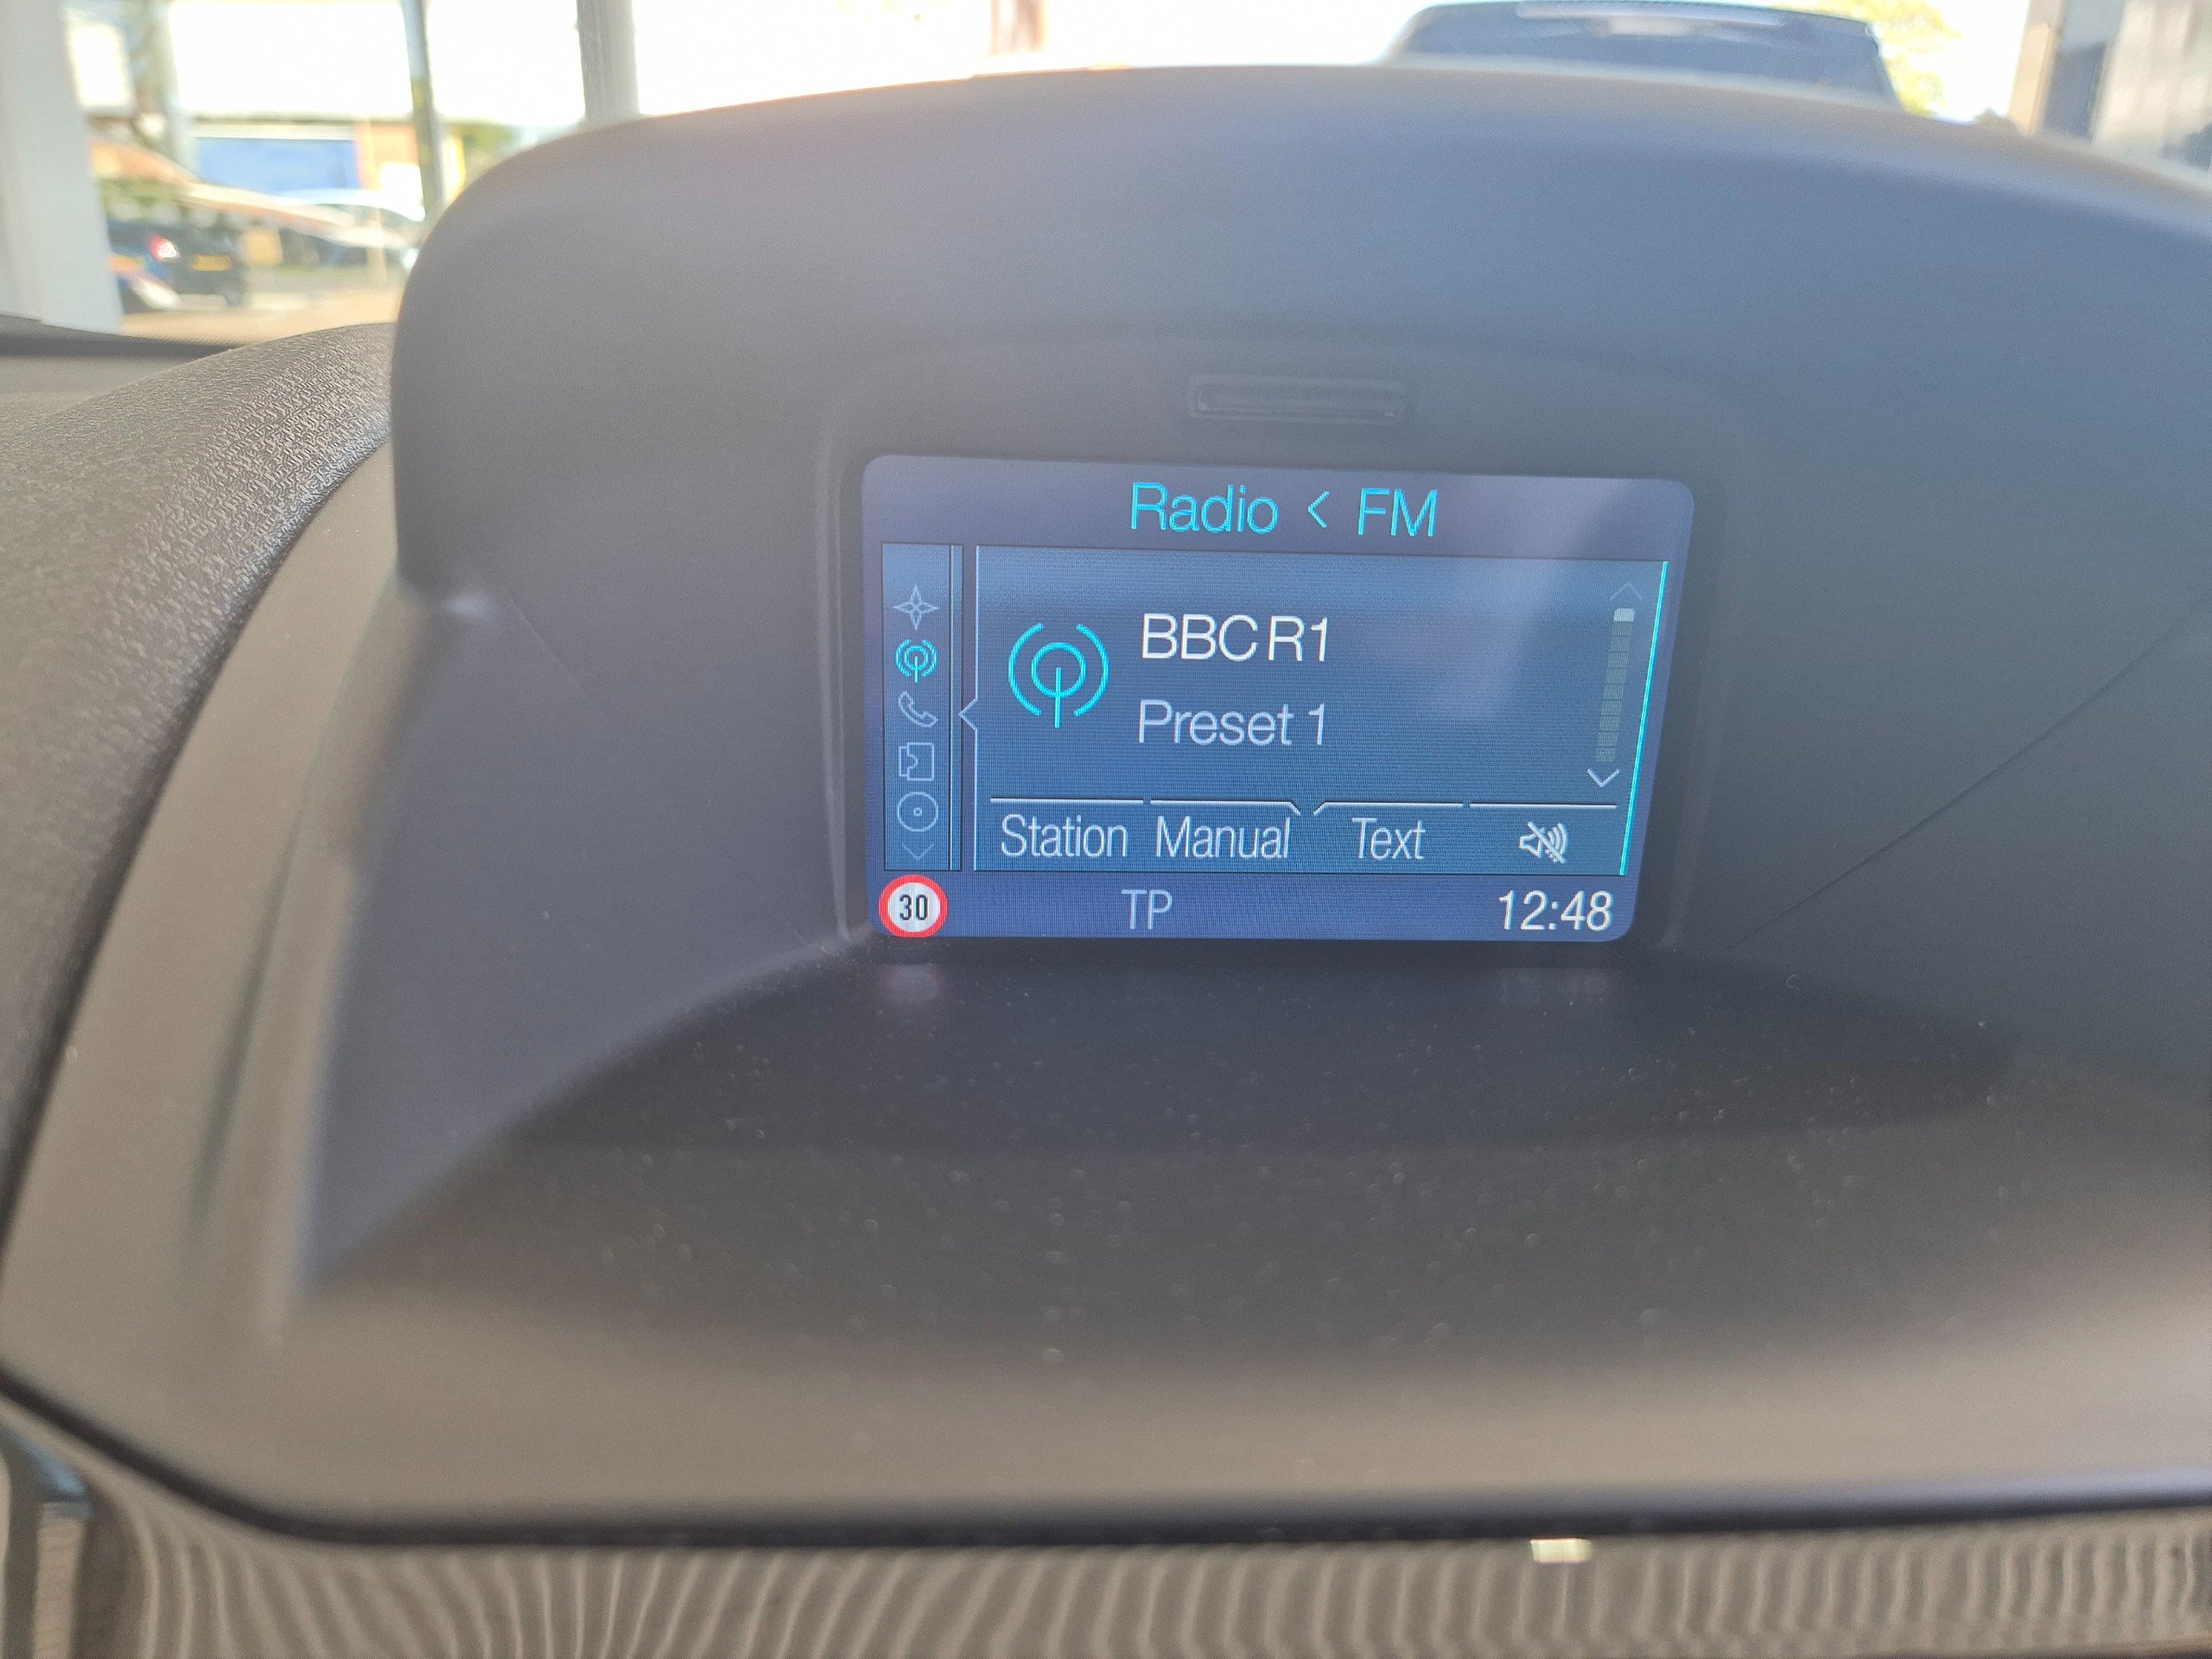 Radio < FM
BBC R1
Preset 1
Station Manual Text
30 TP 12:48